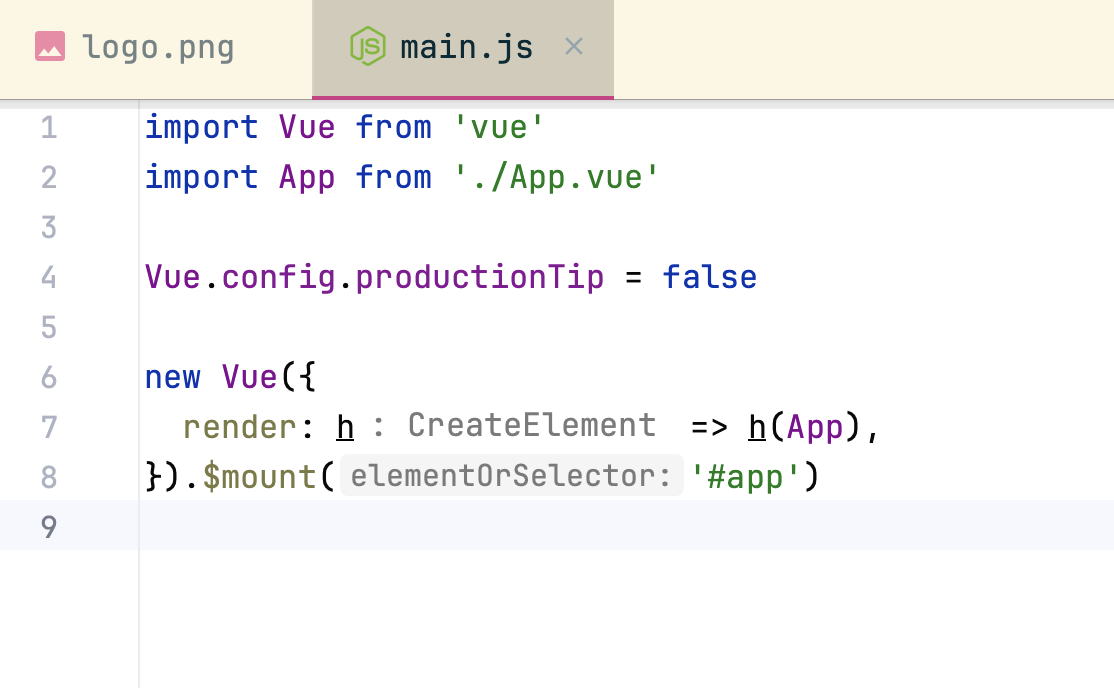 logo.png main.js ×
1 import Vue from 'vue'
2 import App from './App.vue'
3
4 Vue.config.productionTip = false
5
6 new Vue({
7 render: h : CreateElement => h(App),
8 }).$mount( elementOrSelector: '#app')
9